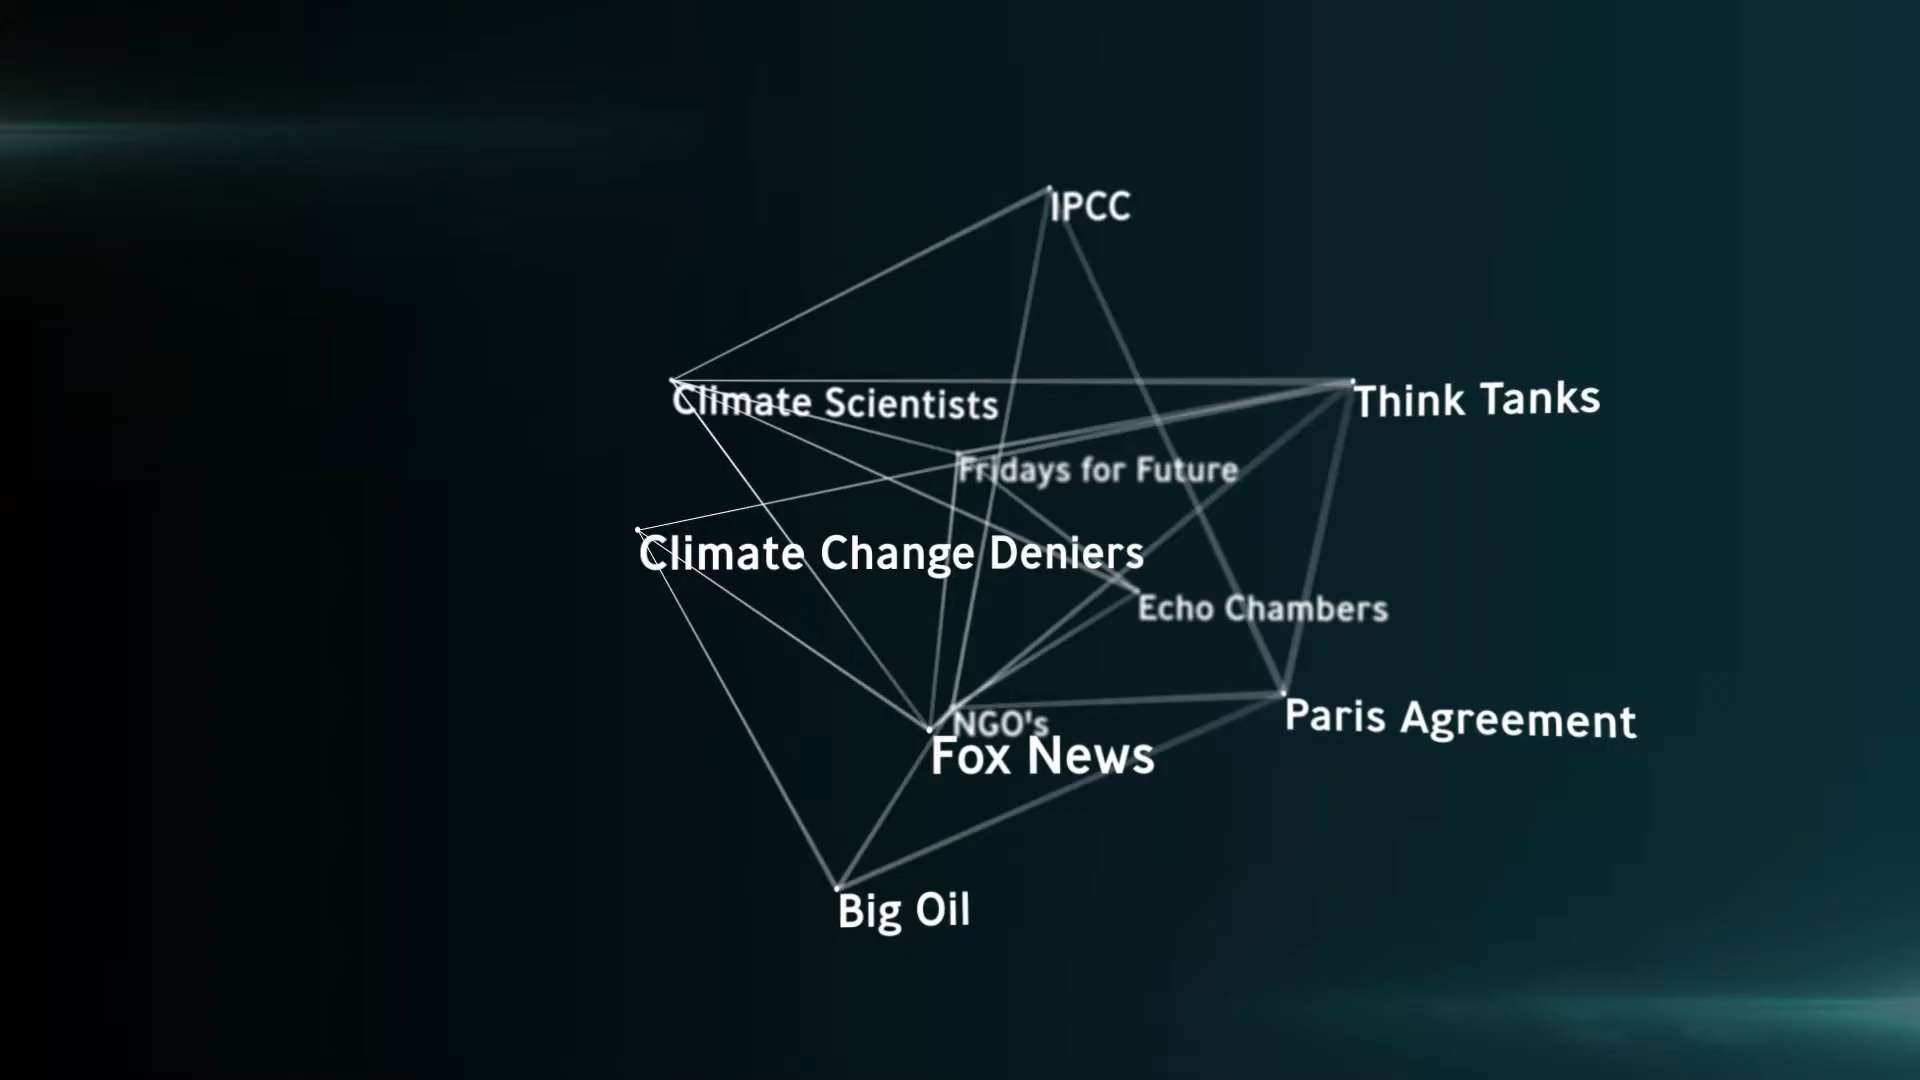 IPCC
Climate Scientists
Think Tanks
Fridays for Future
Climate Change Deniers
Echo Chambers
NGO's
Paris Agreement
Fox News
Big Oil